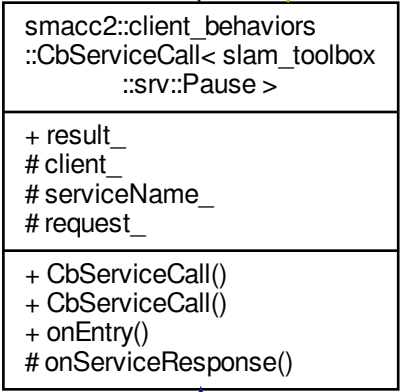 smacc2::client_behaviors
::CbServiceCall< slam_toolbox
::srv::Pause >
+ result_
# client_
# serviceName_
# request_
+ CbServiceCall()
+ CbServiceCall()
+ onEntry()
# onServiceResponse()